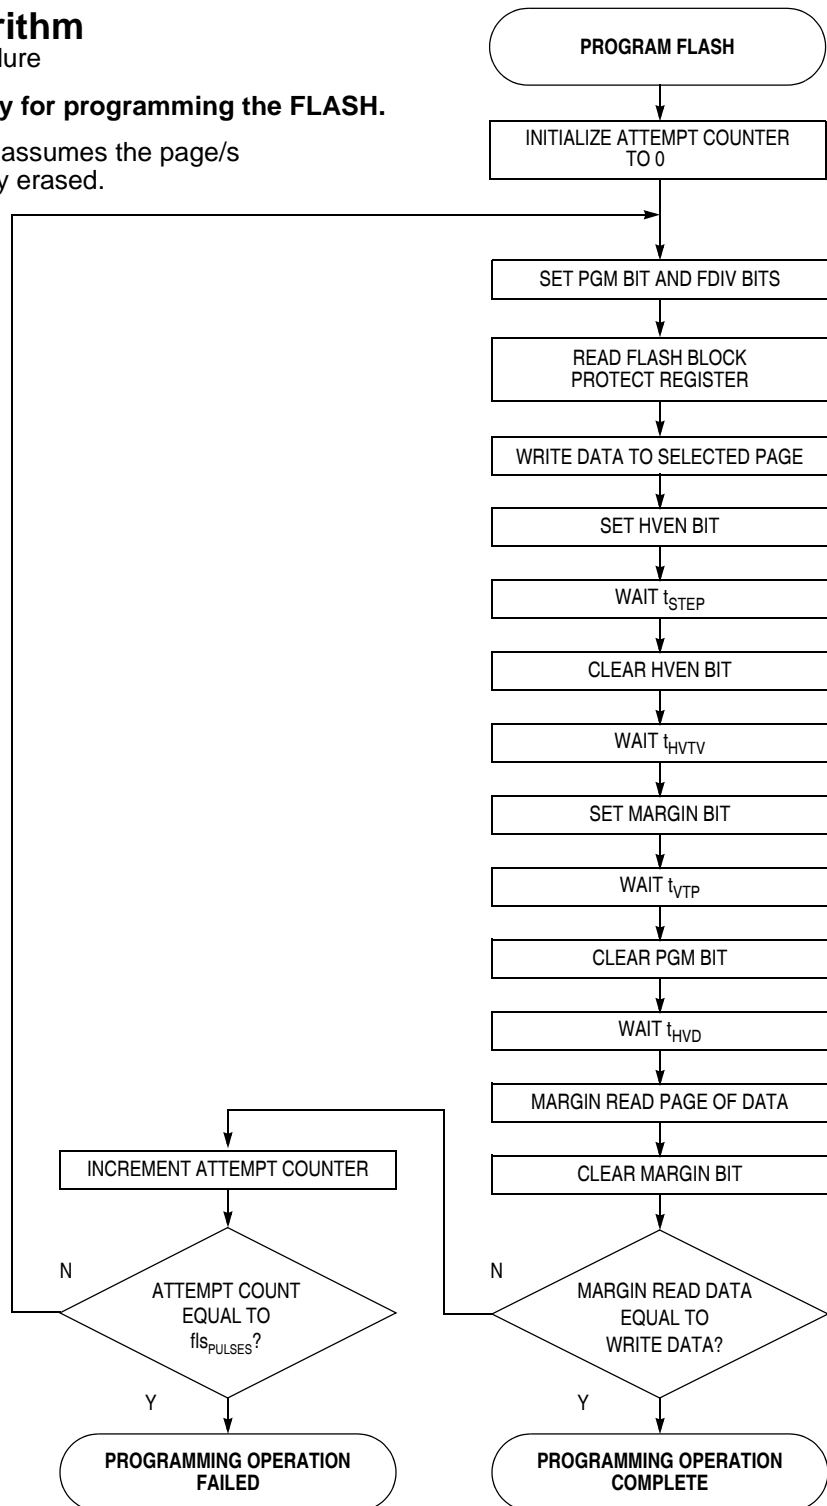 rithm
lure
y for programming the FLASH.
assumes the page/s
y erased.
PROGRAM FLASH
INITIALIZE ATTEMPT COUNTER
TO 0
SET PGM BIT AND FDIV BITS
READ FLASH BLOCK
PROTECT REGISTER
WRITE DATA TO SELECTED PAGE
SET HVEN BIT
WAIT tSTEP
CLEAR HVEN BIT
WAIT tHVTV
SET MARGIN BIT
WAIT tVTP
CLEAR PGM BIT
WAIT tHVD
MARGIN READ PAGE OF DATA
CLEAR MARGIN BIT
N
MARGIN READ DATA
EQUAL TO
WRITE DATA?
Y
PROGRAMMING OPERATION
COMPLETE
INCREMENT ATTEMPT COUNTER
N
ATTEMPT COUNT
EQUAL TO
flsPULSES?
Y
PROGRAMMING OPERATION
FAILED